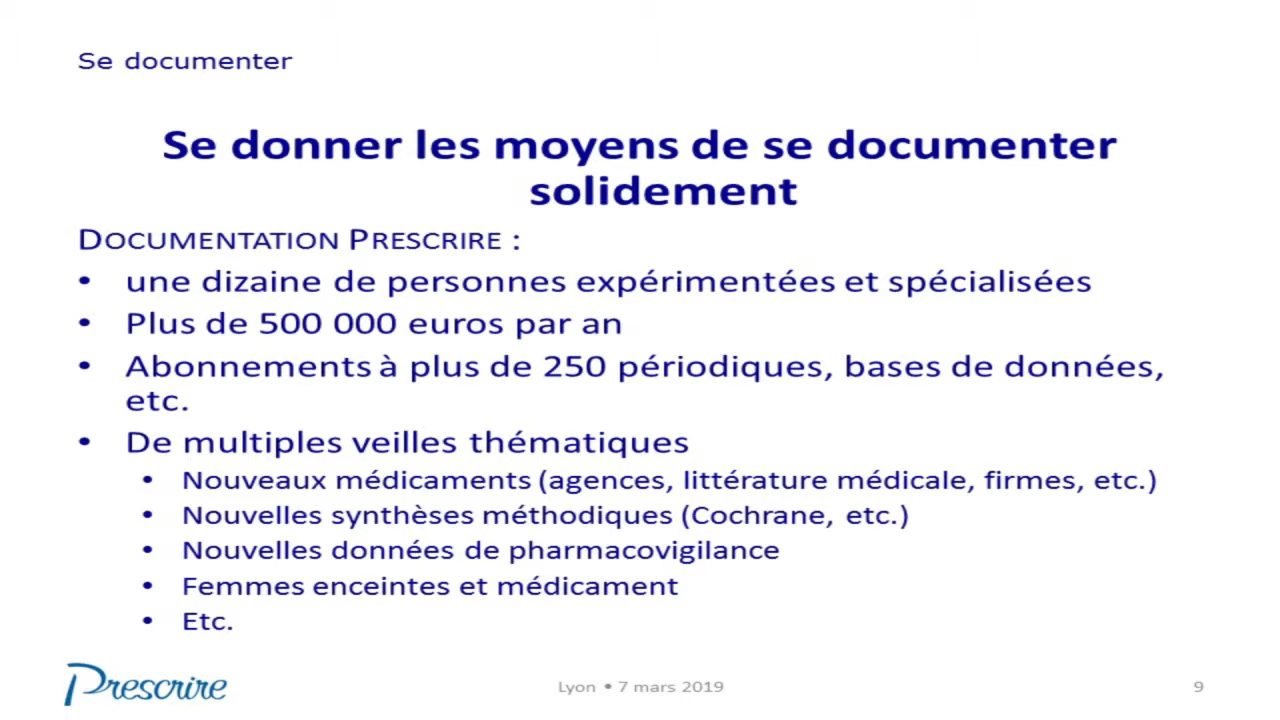 Se documenter
Se donner les moyens de se documenter
solidement
DOCUMENTATION PRESCRIRE :
• une dizaine de personnes expérimentées et spécialisées
• Plus de 500 000 euros par an
• Abonnements à plus de 250 périodiques, bases de données,
etc.
• De multiples veilles thématiques
• Nouveaux médicaments (agences, littérature médicale, firmes, etc.)
• Nouvelles synthèses méthodiques (Cochrane, etc.)
• Nouvelles données de pharmacovigilance
• Femmes enceintes et médicament
• Etc.
Prescrire
Lyon • 7 mars 2019
9